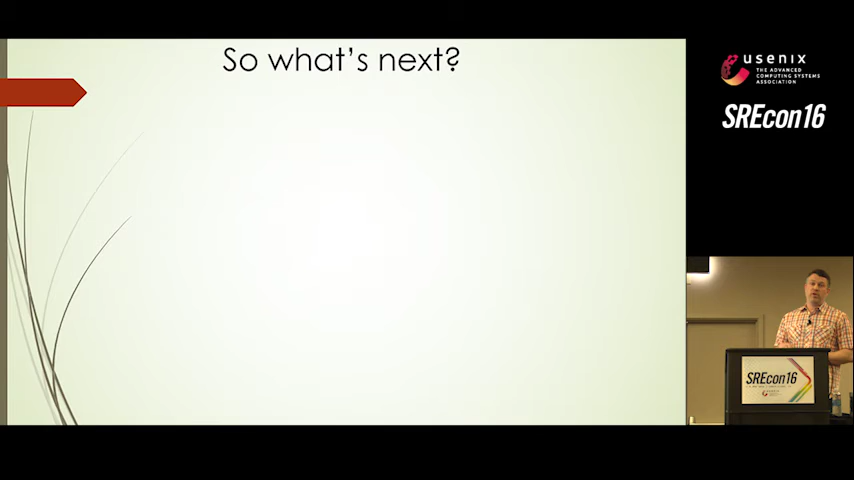 So what's next?
usenix
THE ADVANCED
COMPUTING SYSTEMS
ASSOCIATION
SREcon16
SREcon16